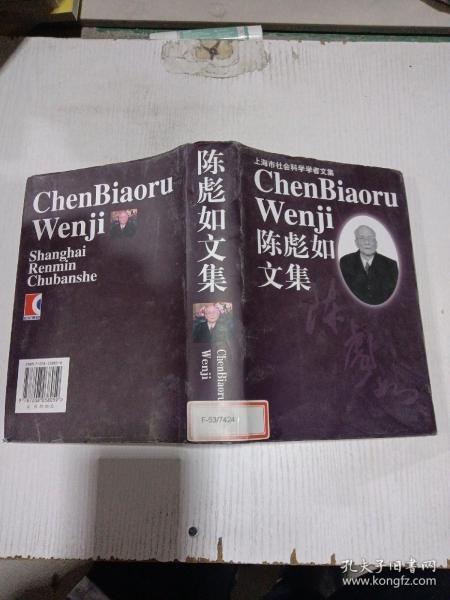 ChenBiaoru
Wenji
Shanghai
Renmin
Chubanshe
陈彪如文集
ChenBiaoru
Wenji
F-53/7424
上海市社会科学学者文集
ChenBiaoru
Wenji
陈彪如
文集
孔夫子旧书网
www.kongfz.com